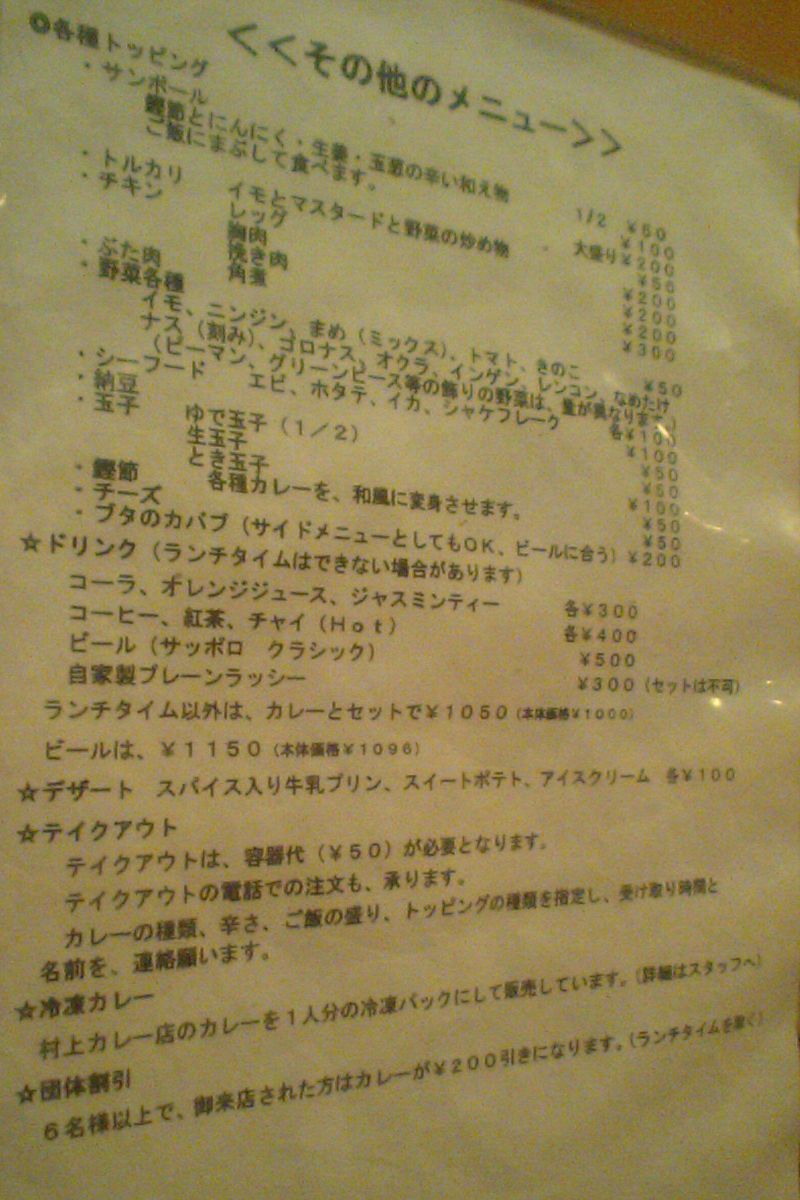 <<その他のメニュー>>
◎各種トッピング
・サンボール
鰹節とにんにく・生姜・玉葱の辛い和え物 1/2 ¥50
ご飯にまぶして食べます。 ¥100
大盛り¥200
・トルカリ イモとマスタードと野菜の炒め物 ¥50
・チキン レッグ ¥200
胸肉 ¥200
挽き肉 ¥200
・ぶた肉 角煮 ¥300
・野菜各種
イモ、ニンジン、まめ(ミックス)、トマト、きのこ ¥50
ナス(刻み)、ゴロナス、オクラ、インゲン、レンコン、なめたけ
(ピーマン、グリーンピース等の飾りの野菜は、量が異なります)
・シーフード エビ、ホタテ、イカ、シャケフレーク 各¥100
・納豆 ¥100
・玉子 ゆで玉子(1/2) ¥50
生玉子 ¥50
とき玉子 ¥100
・鰹節 各種カレーを、和風に変身させます。 ¥50
・チーズ ¥50
・ブタのカバブ(サイドメニューとしてもOK、ビールに合う) ¥200
☆ドリンク(ランチタイムはできない場合があります)
コーラ、オレンジジュース、ジャスミンティー 各¥300
コーヒー、紅茶、チャイ(Hot) 各¥400
ビール(サッポロ クラシック) ¥500
自家製プレーンラッシー ¥300(セットは不可)
ランチタイム以外は、カレーとセットで¥1050(本体価格¥1000)
ビールは、¥1150(本体価格¥1096)
☆デザート スパイス入り牛乳プリン、スイートポテト、アイスクリーム 各¥100
☆テイクアウト
テイクアウトは、容器代(¥50)が必要となります。
テイクアウトの電話での注文も、承ります。
カレーの種類、辛さ、ご飯の盛り、トッピングの種類を指定し、受け取り時間と
名前を、連絡願います。
☆冷凍カレー
村上カレー店のカレーを1人分の冷凍パックにして販売しています。(詳細はスタッフへ)
☆団体割引
6名様以上で、御来店された方はカレーが¥200引きになります。(ランチタイムを除く)